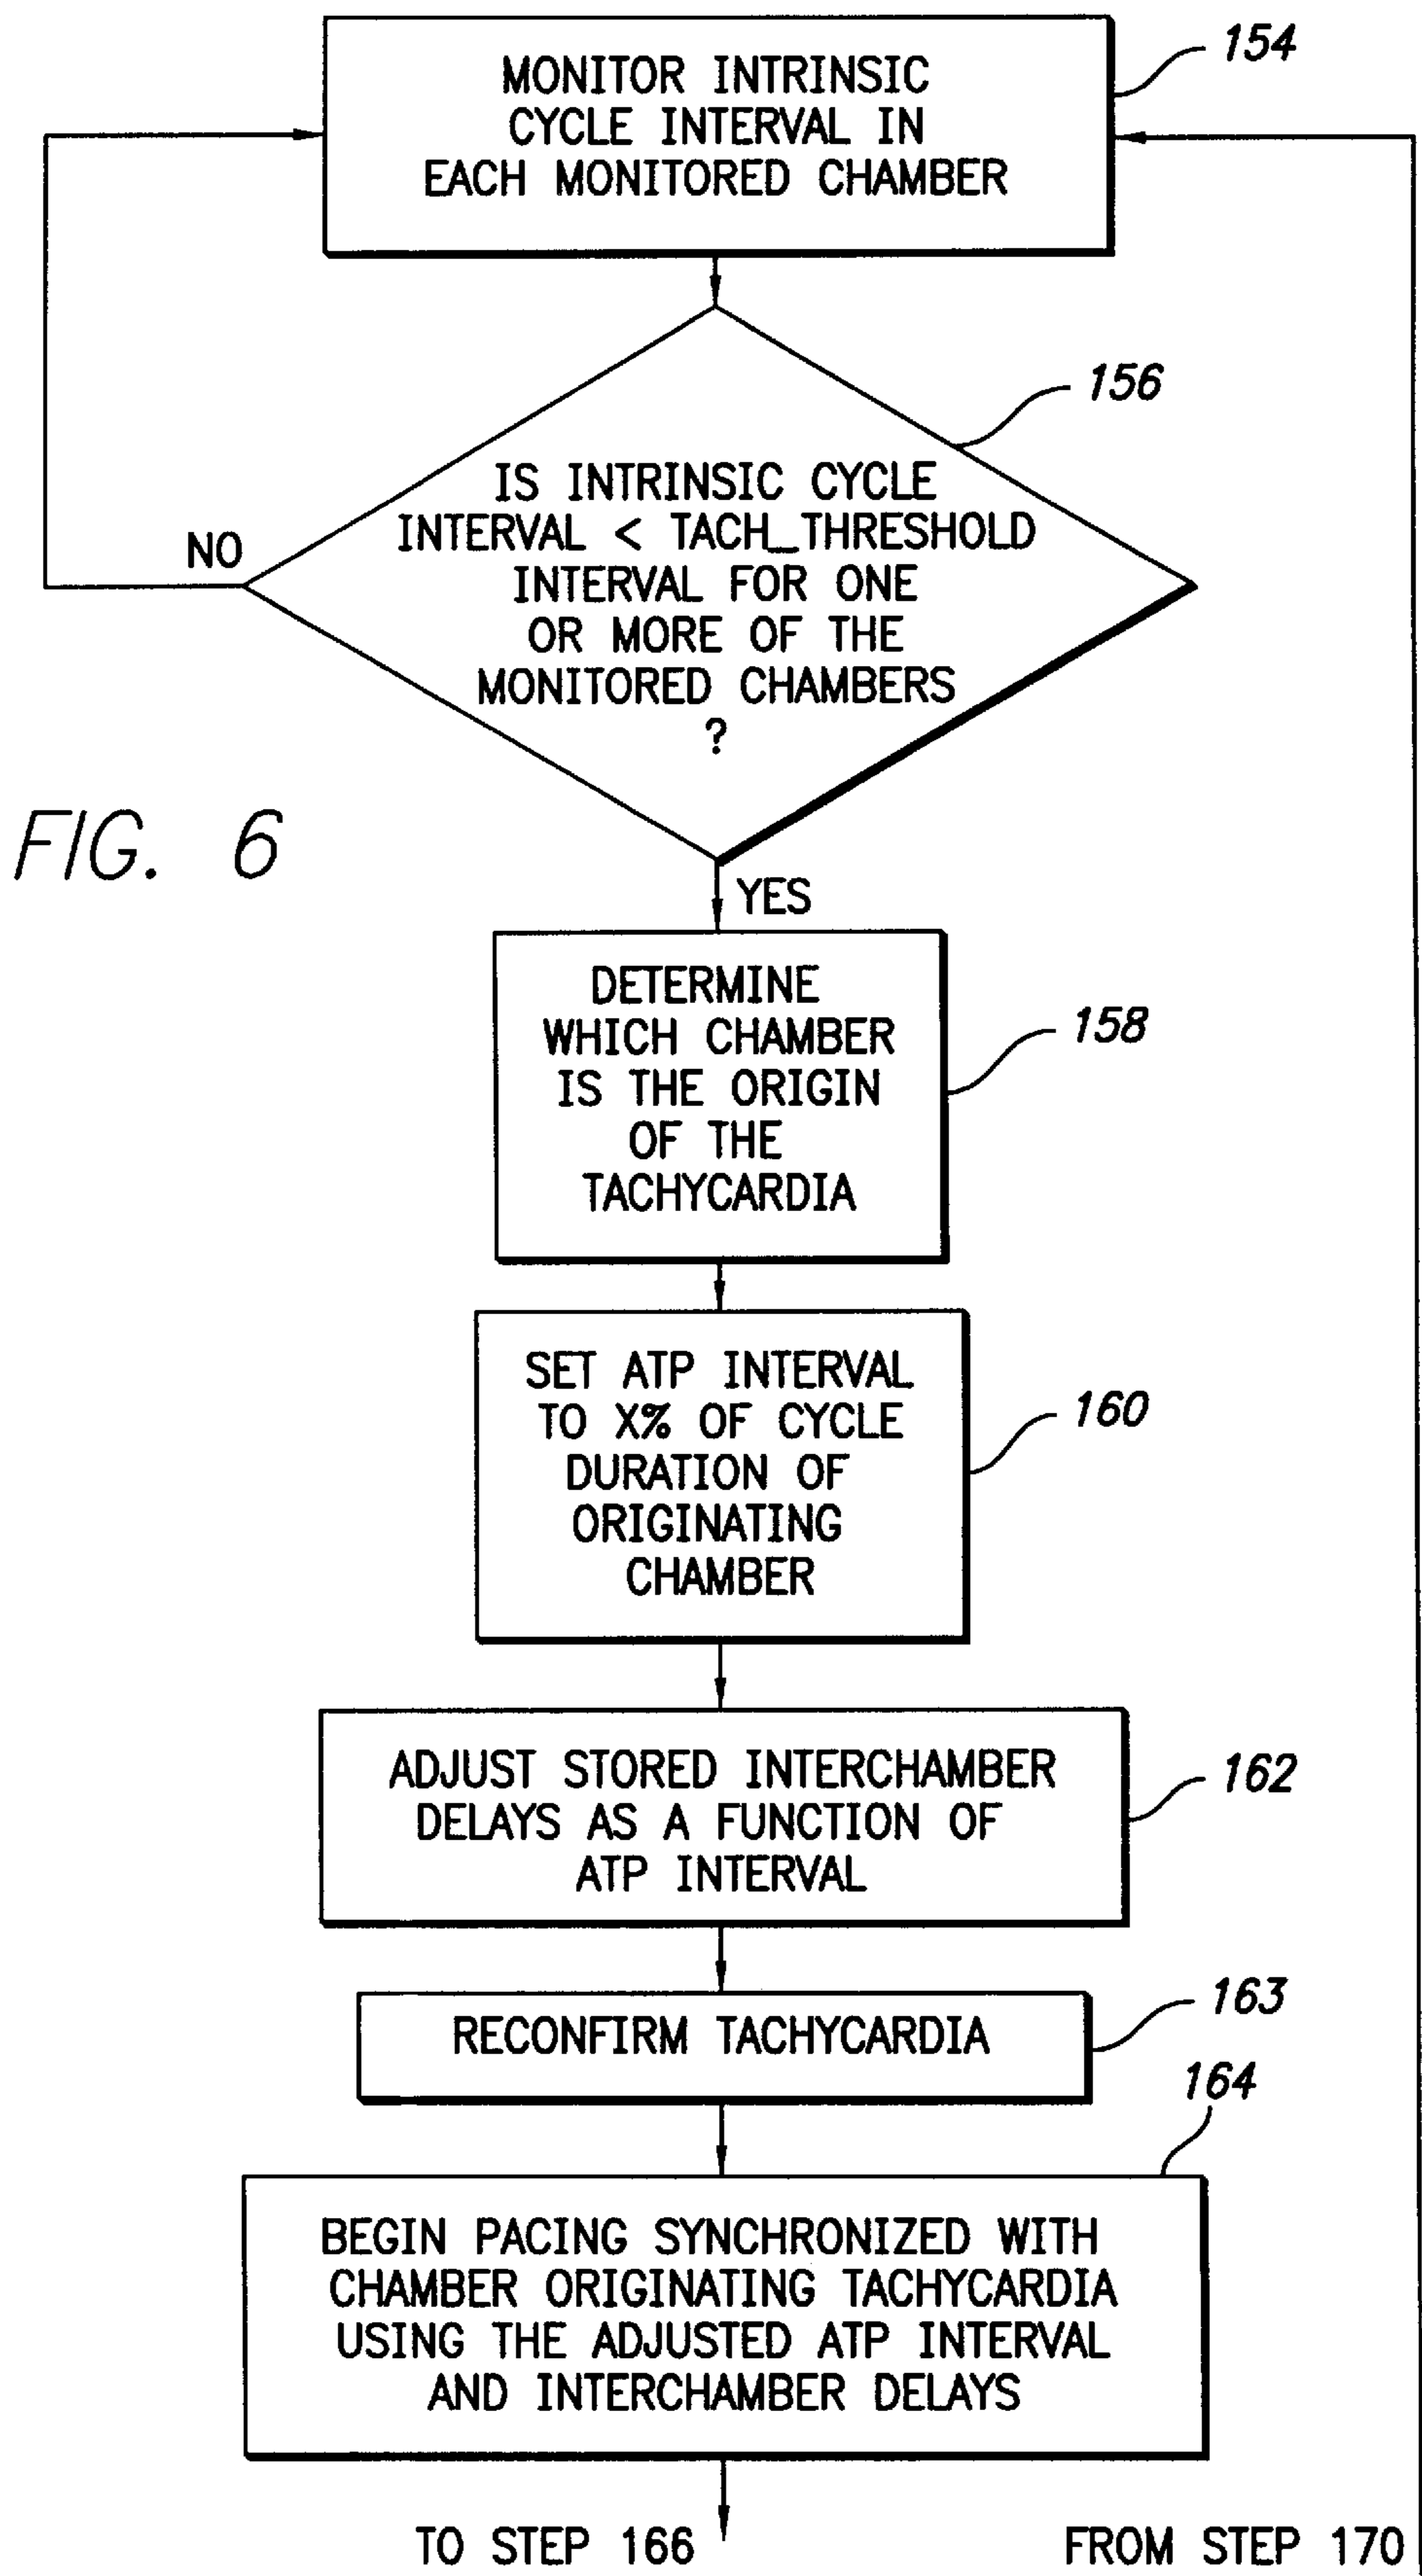 MONITOR INTRINSIC
CYCLE INTERVAL IN
EACH MONITORED CHAMBER
154
156
IS INTRINSIC CYCLE
INTERVAL < TACH_THRESHOLD
INTERVAL FOR ONE
OR MORE OF THE
MONITORED CHAMBERS
?
NO
FIG. 6
YES
DETERMINE
WHICH CHAMBER
IS THE ORIGIN
OF THE
TACHYCARDIA
158
SET ATP INTERVAL
TO X% OF CYCLE
DURATION OF
ORIGINATING
CHAMBER
160
ADJUST STORED INTERCHAMBER
DELAYS AS A FUNCTION OF
ATP INTERVAL
162
RECONFIRM TACHYCARDIA
163
164
BEGIN PACING SYNCHRONIZED WITH
CHAMBER ORIGINATING TACHYCARDIA
USING THE ADJUSTED ATP INTERVAL
AND INTERCHAMBER DELAYS
TO STEP 166
FROM STEP 170